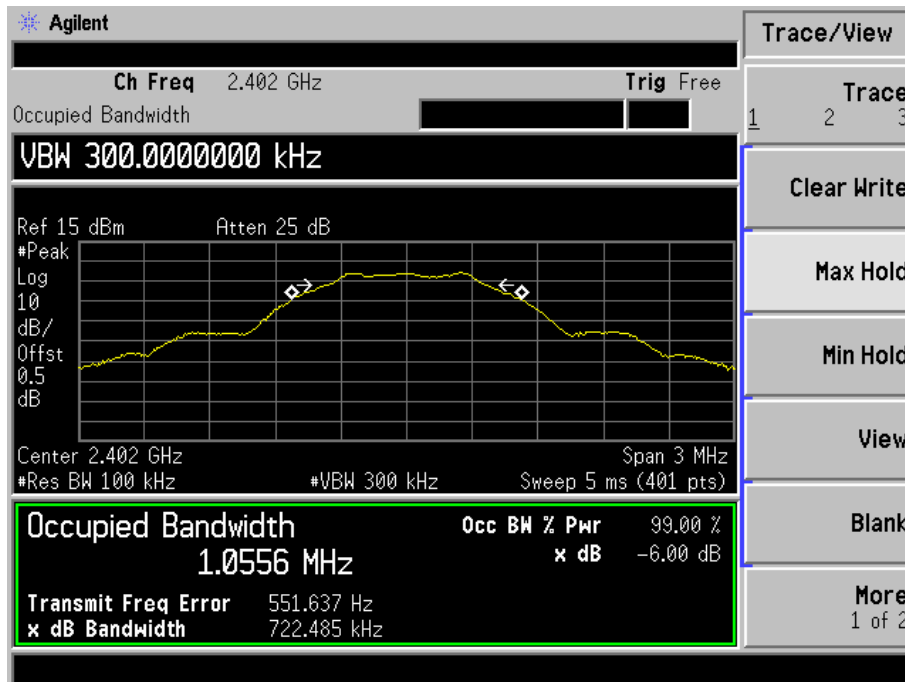 Agilent
Trace/View
Ch Freq 2.402 GHz Trig Free
Occupied Bandwidth
VBW 300.0000000 kHz
Ref 15 dBm Atten 25 dB
#Peak
Log
10
dB/
Offst
0.5
dB
Center 2.402 GHz Span 3 MHz
#Res BW 100 kHz #VBW 300 kHz Sweep 5 ms (401 pts)
Occupied Bandwidth
1.0556 MHz
Occ BW % Pwr 99.00 %
x dB -6.00 dB
Transmit Freq Error 551.637 Hz
x dB Bandwidth 722.485 kHz
Trace
1 2 3
Clear Write
Max Hold
Min Hold
View
Blank
More
1 of 2